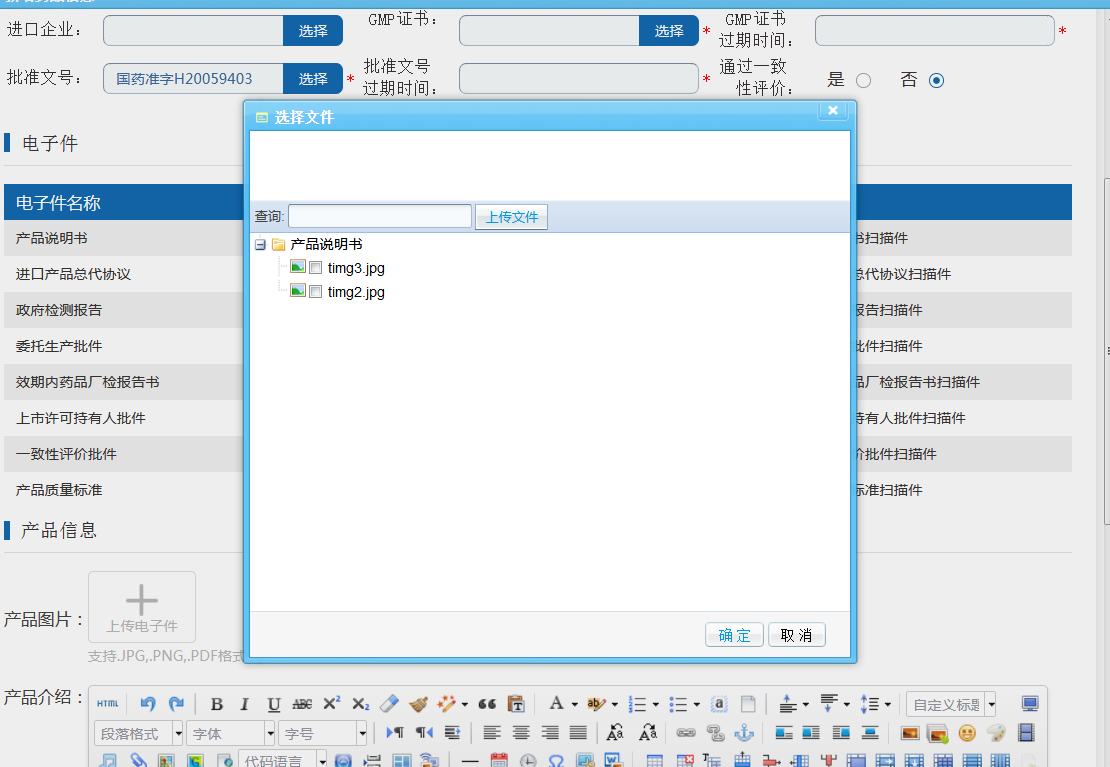 进口企业： 选择 GMP证书： 选择 * GMP证书过期时间： *
批准文号： 国药准字H20059403 选择 * 批准文号过期时间： * 通过一致性评价： 是 否
电子件
电子件名称
产品说明书 书扫描件
进口产品总代协议 总代协议扫描件
政府检测报告 报告扫描件
委托生产批件 批件扫描件
效期内药品厂检报告书 品厂检报告书扫描件
上市许可持有人批件 持有人批件扫描件
一致性评价批件 价批件扫描件
产品质量标准 标准扫描件
选择文件
查询: 上传文件
产品说明书
timg3.jpg
timg2.jpg
确 定 取 消
产品信息
产品图片：
上传电子件
支持.JPG,.PNG,.PDF格式
产品介绍：
HTML B I U ABC X² X₂ 自定义标题
段落格式 字体 字号
代码语言